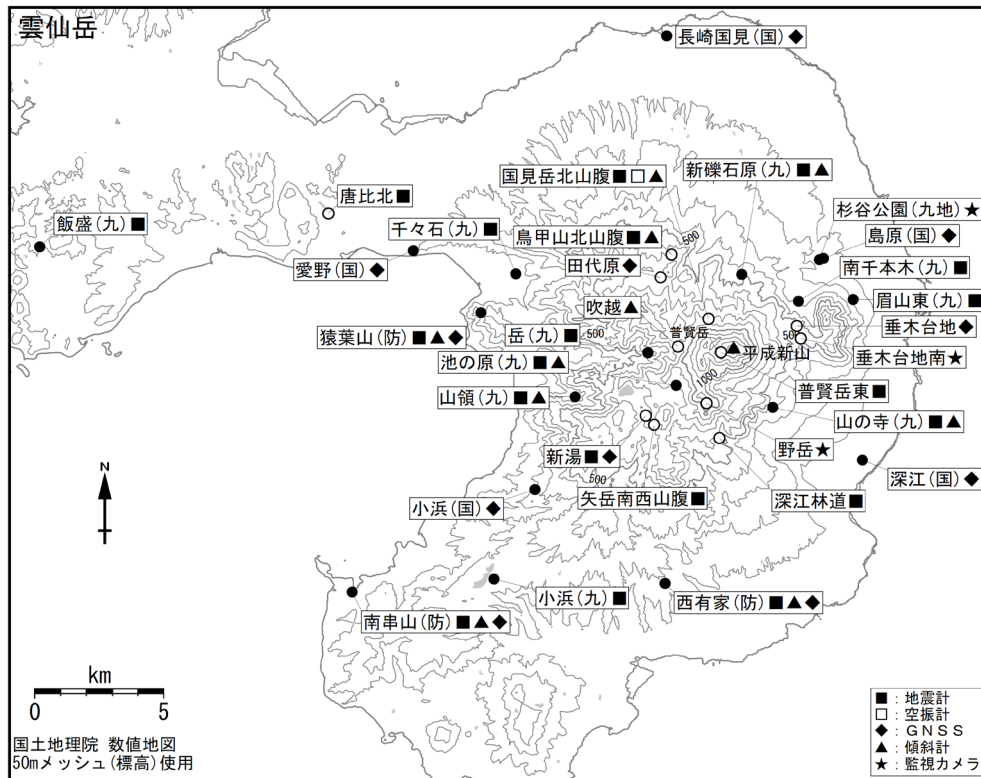 雲仙岳
長崎国見(国)◆
国見岳北山腹■□▲
新礫石原(九)■▲
唐比北■
杉谷公園(九地)★
飯盛(九)■
千々石(九)■
鳥甲山北山腹■▲
島原(国)◆
愛野(国)◆
田代原◆
南千本木(九)■
500
吹越▲
眉山東(九)■
猿葉山(防)■▲◆
岳(九)■
500
普賢岳
500
垂木台地◆
池の原(九)■▲
平成新山
垂木台地南★
1000
山領(九)■▲
普賢岳東■
山の寺(九)■▲
新湯■◆
野岳★
500
深江(国)◆
小浜(国)◆
矢岳南西山腹■
深江林道■
N
小浜(九)■
西有家(防)■▲◆
南串山(防)■▲◆
km
0 5
国土地理院 数値地図
50mメッシュ(標高)使用
■:地震計
□:空振計
◆:GNSS
▲:傾斜計
★:監視カメラ